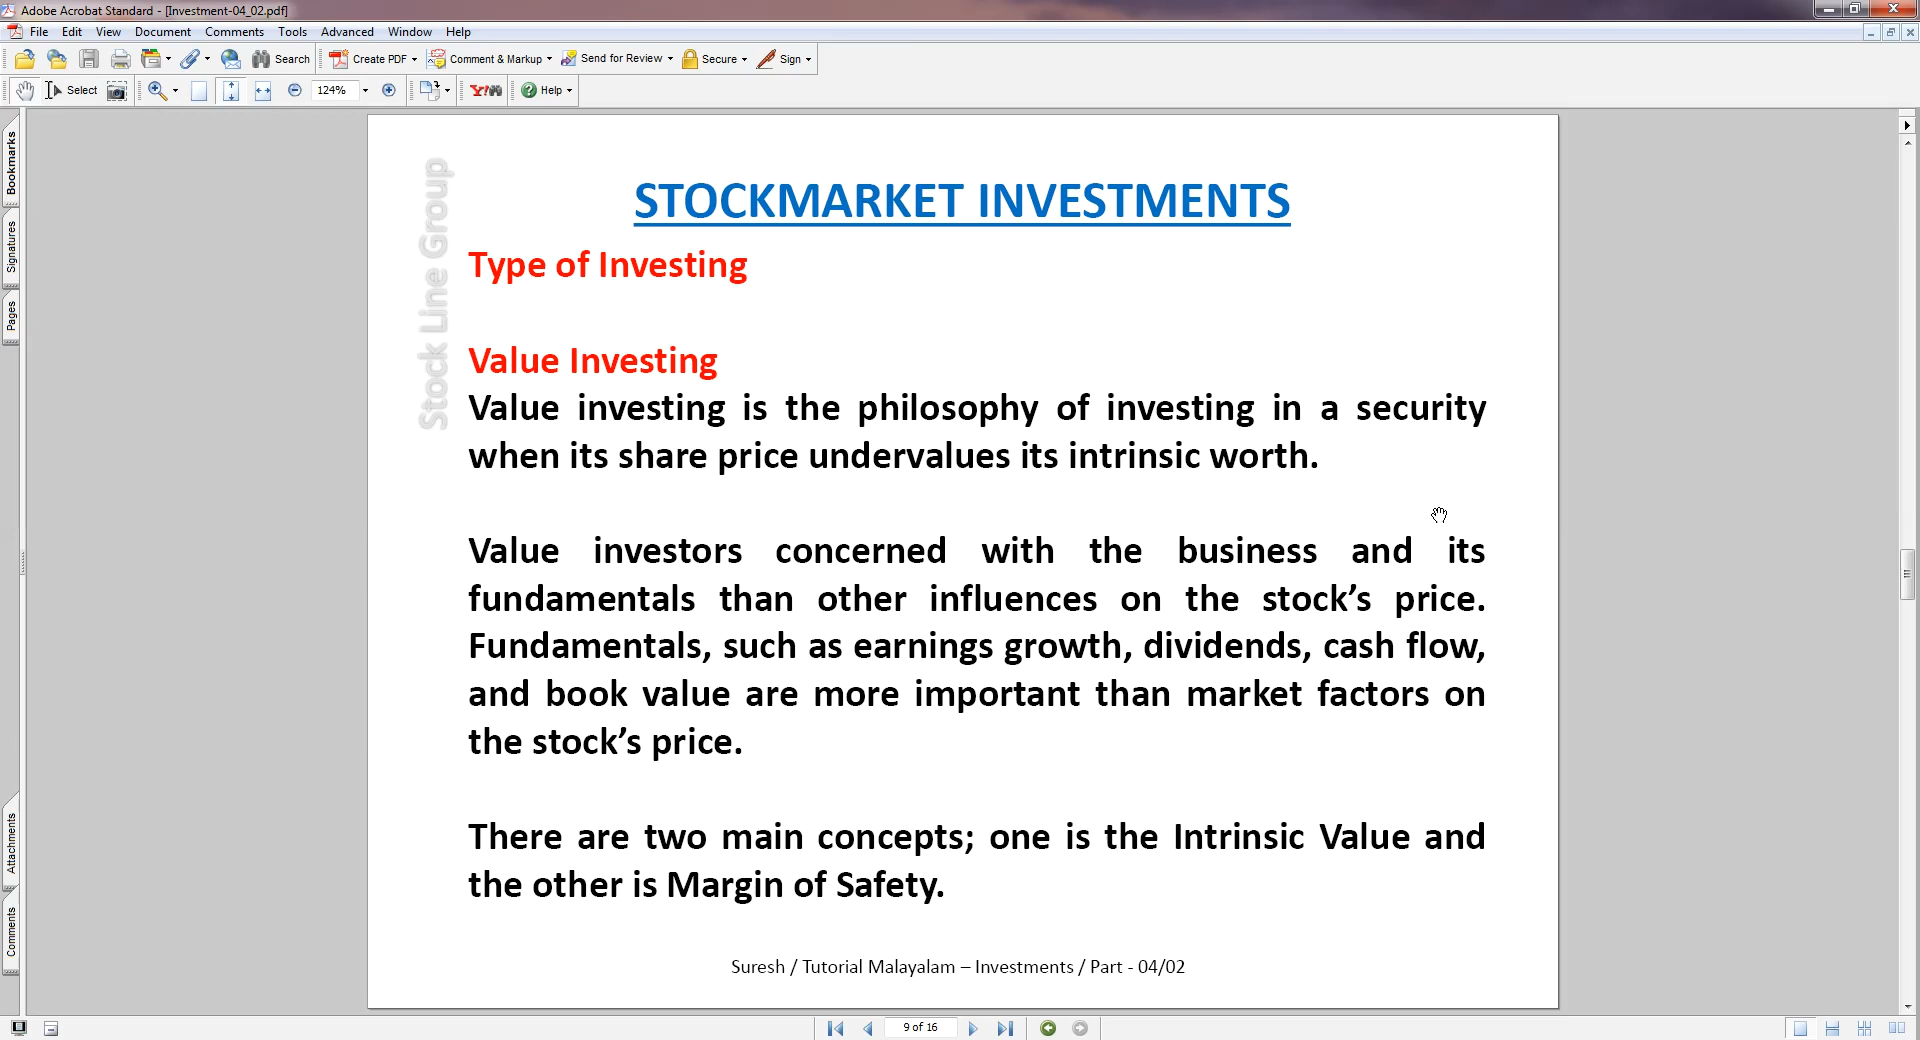 Adobe Acrobat Standard - [Investment-04_02.pdf]
File Edit View Document Comments Tools Advanced Window Help
Search Create PDF Comment & Markup Send for Review Secure Sign
Select 124% Y! Help
Bookmarks
Signatures
Pages
Attachments
Comments
Stock Line Group
STOCKMARKET INVESTMENTS
Type of Investing
Value Investing
Value investing is the philosophy of investing in a security
when its share price undervalues its intrinsic worth.
Value investors concerned with the business and its
fundamentals than other influences on the stock’s price.
Fundamentals, such as earnings growth, dividends, cash flow,
and book value are more important than market factors on
the stock’s price.
There are two main concepts; one is the Intrinsic Value and
the other is Margin of Safety.
Suresh / Tutorial Malayalam – Investments / Part - 04/02
9 of 16